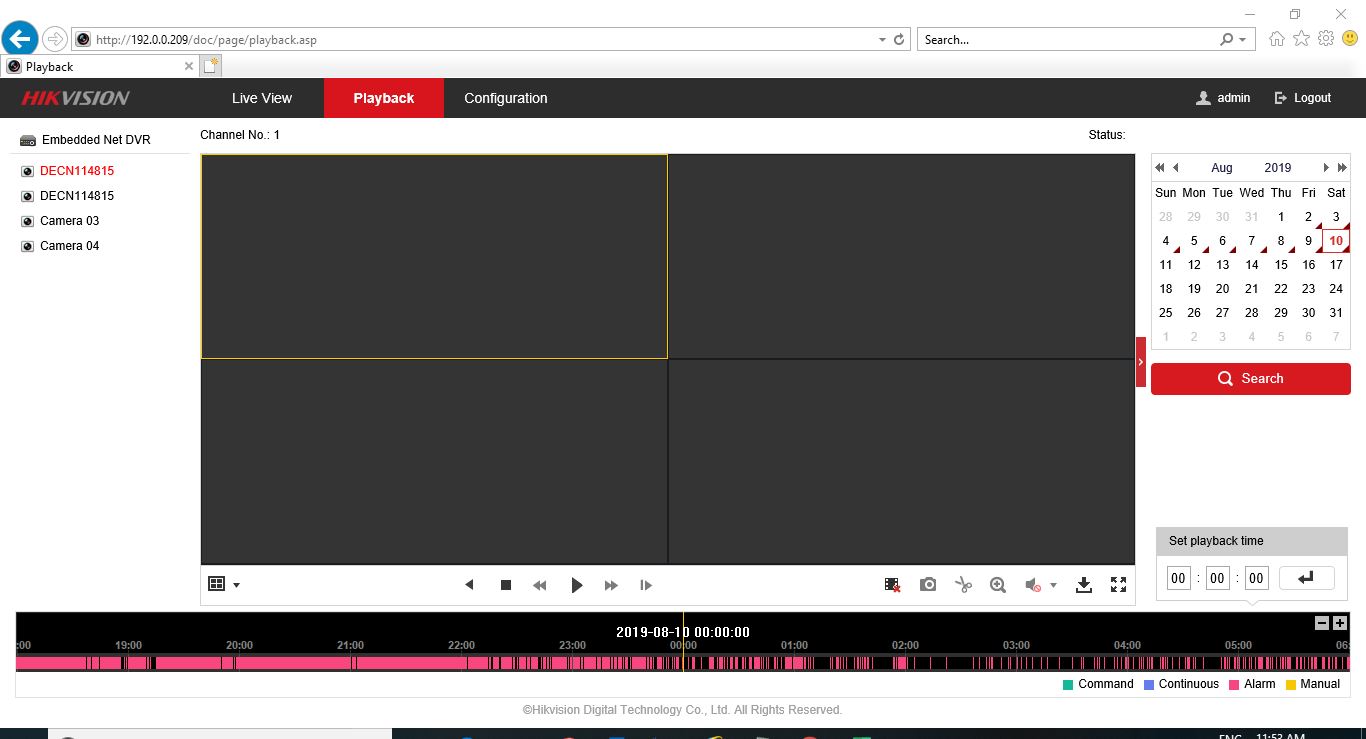 http://192.0.0.209/doc/page/playback.asp Search...
Playback
HIKVISION Live View Playback Configuration admin Logout
Embedded Net DVR
DECN114815
DECN114815
Camera 03
Camera 04
Channel No.: 1 Status:
Aug 2019
Sun Mon Tue Wed Thu Fri Sat
28 29 30 31 1 2 3
4 5 6 7 8 9 10
11 12 13 14 15 16 17
18 19 20 21 22 23 24
25 26 27 28 29 30 31
1 2 3 4 5 6 7
Search
Set playback time
00 : 00 : 00
2019-08-10 00:00:00
:00 19:00 20:00 21:00 22:00 23:00 00:00 01:00 02:00 03:00 04:00 05:00 06:
Command Continuous Alarm Manual
©Hikvision Digital Technology Co., Ltd. All Rights Reserved.
ENG 11:53 AM